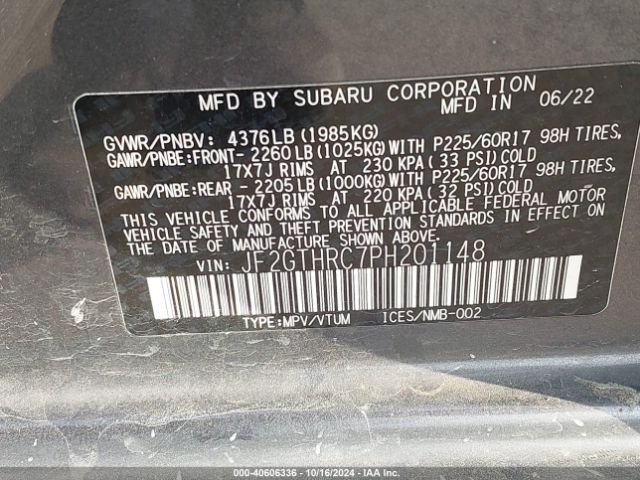 MFD BY SUBARU CORPORATION
MFD IN 06/22
GVWR/PNBV: 4376LB (1985KG)
GAWR/PNBE:FRONT- 2260LB(1025KG)WITH P225/60R17 98H TIRES,
17X7J RIMS AT 230 KPA(33 PSI)COLD
GAWR/PNBE:REAR - 2205LB(1000KG)WITH P225/60R17 98H TIRES,
17X7J RIMS AT 220 KPA(32 PSI)COLD
THIS VEHICLE CONFORMS TO ALL APPLICABLE FEDERAL MOTOR
VEHICLE SAFETY AND THEFT PREVENTION STANDARDS IN EFFECT ON
THE DATE OF MANUFACTURE SHOWN ABOVE.
VIN: JF2GTHRC7PH201148
TYPE:MPV/VTUM ICES/NMB-002
000-40606336 | 10/16/2024 - IAA Inc.